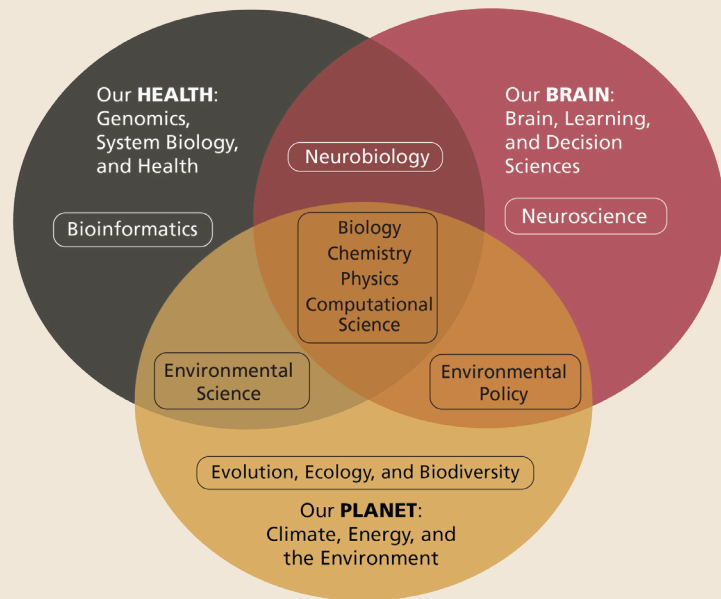 Our HEALTH:
Genomics,
System Biology,
and Health
Bioinformatics
Neurobiology
Our BRAIN:
Brain, Learning,
and Decision
Sciences
Neuroscience
Biology
Chemistry
Physics
Computational
Science
Environmental
Science
Environmental
Policy
Evolution, Ecology, and Biodiversity
Our PLANET:
Climate, Energy, and
the Environment